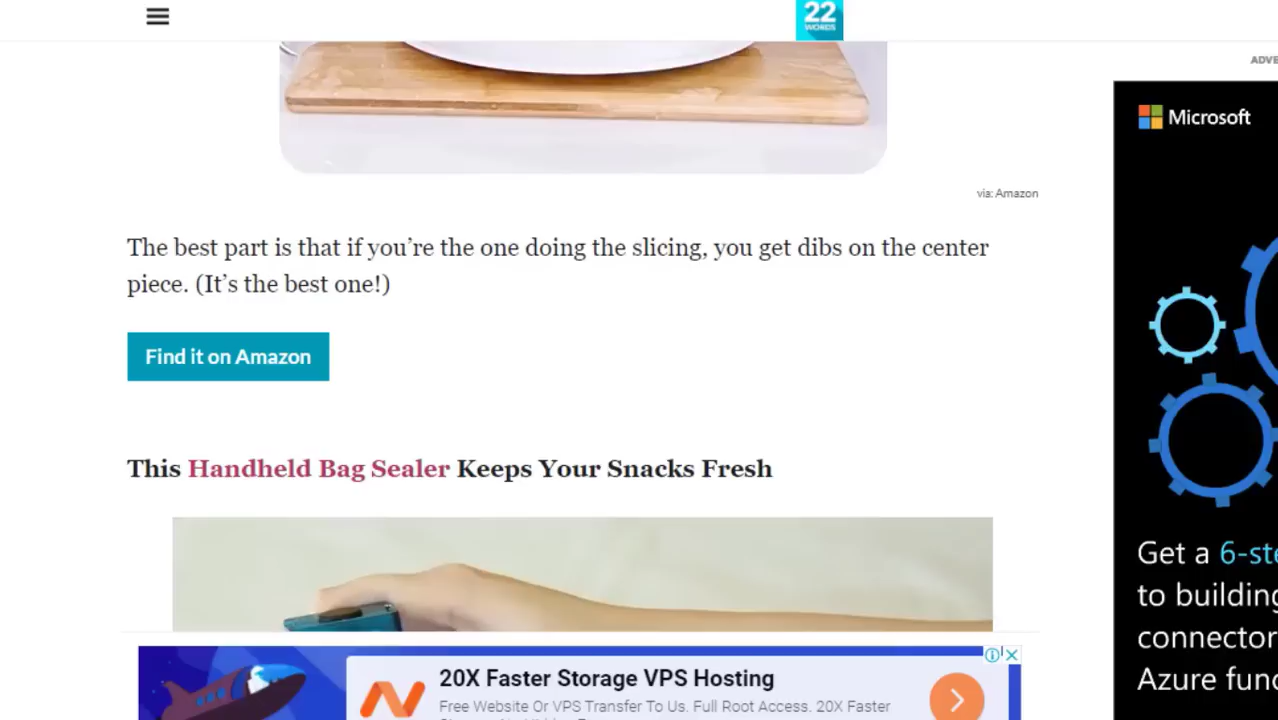 22
WORDS
ADVE
Microsoft
via: Amazon
The best part is that if you’re the one doing the slicing, you get dibs on the center
piece. (It’s the best one!)
Find it on Amazon
This Handheld Bag Sealer Keeps Your Snacks Fresh
Get a 6-ste
to building
connector
Azure func
20X Faster Storage VPS Hosting
Free Website Or VPS Transfer To Us. Full Root Access. 20X Faster